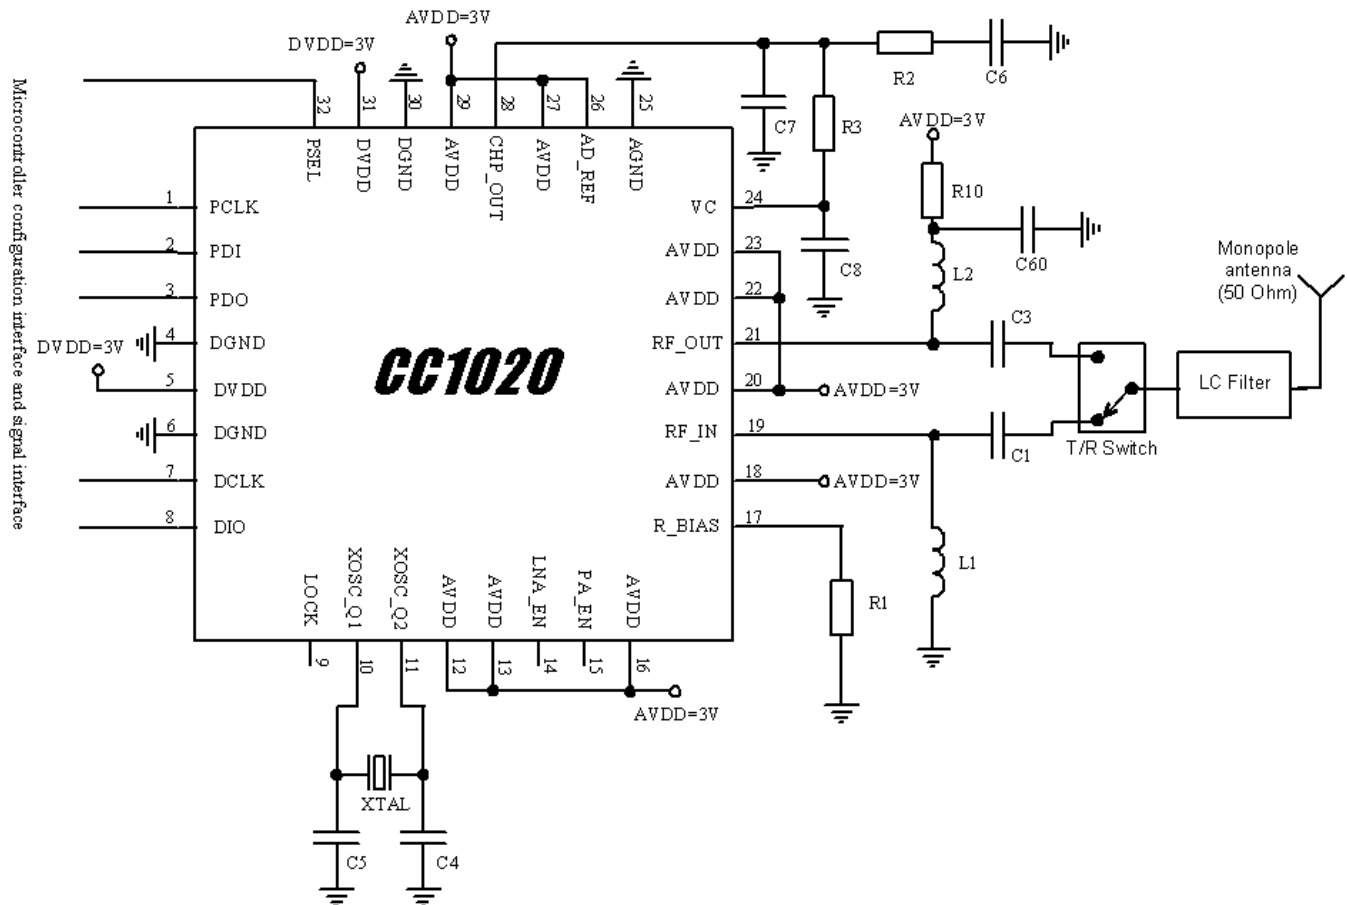 AVDD=3V
DVDD=3V
R2
C6
32
31
30
29
28
27
26
25
C7
R3
AVDD=3V
PSEL
DVDD
DGND
AVDD
CHP_OUT
AVDD
AD_REF
AGND
R10
Microcontroller configuration interface and signal interface
1
PCLK
VC
24
2
PDI
AVDD
23
C8
L2
C60
Monopole
antenna
(50 Ohm)
3
PDO
AVDD
22
C3
DVDD=3V
4
DGND
RF_OUT
21
CC1020
5
DVDD
AVDD
20
AVDD=3V
LC Filter
6
DGND
RF_IN
19
C1
T/R Switch
7
DCLK
AVDD
18
AVDD=3V
8
DIO
R_BIAS
17
LOCK
XOSC_Q1
XOSC_Q2
AVDD
AVDD
LNA_EN
PA_EN
AVDD
R1
L1
9
10
11
12
13
14
15
16
AVDD=3V
XTAL
C5
C4